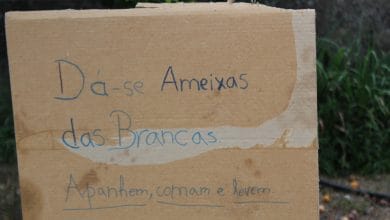 Dá-se Ameixas
das Brancas.
Apanhem, comam e levem